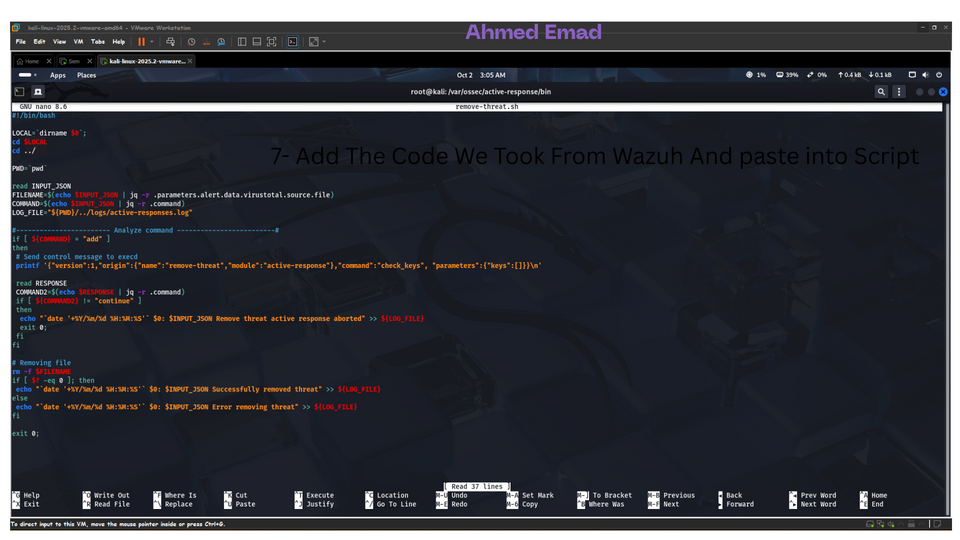 kali-linux-2025.2-vmware-amd64 - VMware Workstation
Ahmed Emad
File Edit View VM Tabs Help
Home Siem kali-linux-2025.2-vmware...
Apps Places Oct 2 3:05 AM 1% 39% 0% 0.4 kB 0.1 kB
root@kali: /var/ossec/active-response/bin
GNU nano 8.6 remove-threat.sh
#!/bin/bash
LOCAL=`dirname $0`;
cd $LOCAL
cd ../
7- Add The Code We Took From Wazuh And paste into Script
PWD=`pwd`
read INPUT_JSON
FILENAME=$(echo $INPUT_JSON | jq -r .parameters.alert.data.virustotal.source.file)
COMMAND=$(echo $INPUT_JSON | jq -r .command)
LOG_FILE="${PWD}/../logs/active-responses.log"
#------------------------ Analyze command -------------------------#
if [ ${COMMAND} = "add" ]
then
# Send control message to execd
printf '{"version":1,"origin":{"name":"remove-threat","module":"active-response"},"command":"check_keys", "parameters":{"keys":[]}}\n'
read RESPONSE
COMMAND2=$(echo $RESPONSE | jq -r .command)
if [ ${COMMAND2} != "continue" ]
then
echo "`date '+%Y/%m/%d %H:%M:%S'` $0: $INPUT_JSON Remove threat active response aborted" >> ${LOG_FILE}
exit 0;
fi
fi
# Removing file
rm -f $FILENAME
if [ $? -eq 0 ]; then
echo "`date '+%Y/%m/%d %H:%M:%S'` $0: $INPUT_JSON Successfully removed threat" >> ${LOG_FILE}
else
echo "`date '+%Y/%m/%d %H:%M:%S'` $0: $INPUT_JSON Error removing threat" >> ${LOG_FILE}
fi
exit 0;
[ Read 37 lines ]
^G Help ^O Write Out ^F Where Is ^K Cut ^T Execute ^C Location M-U Undo M-A Set Mark M-] To Bracket M-B Previous Back Prev Word ^A Home
^X Exit ^R Read File ^\ Replace ^U Paste ^J Justify ^/ Go To Line M-E Redo M-6 Copy ^B Where Was M-F Next Forward Next Word ^E End
To direct input to this VM, move the mouse pointer inside or press Ctrl+G.